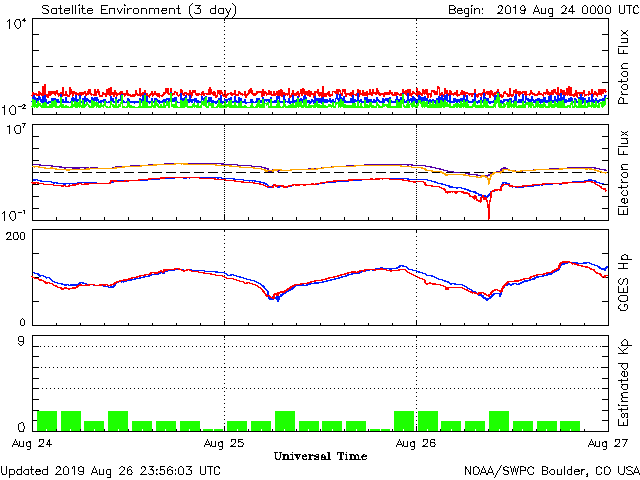 Satellite Environment (3 day) Begin: 2019 Aug 24 0000 UTC
10^4
10^-2
Proton Flux
10^7
10^-1
Electron Flux
200
0
GOES Hp
9
0
Estimated Kp
Aug 24 Aug 25 Aug 26 Aug 27
Universal Time
Updated 2019 Aug 26 23:56:03 UTC NOAA/SWPC Boulder, CO USA